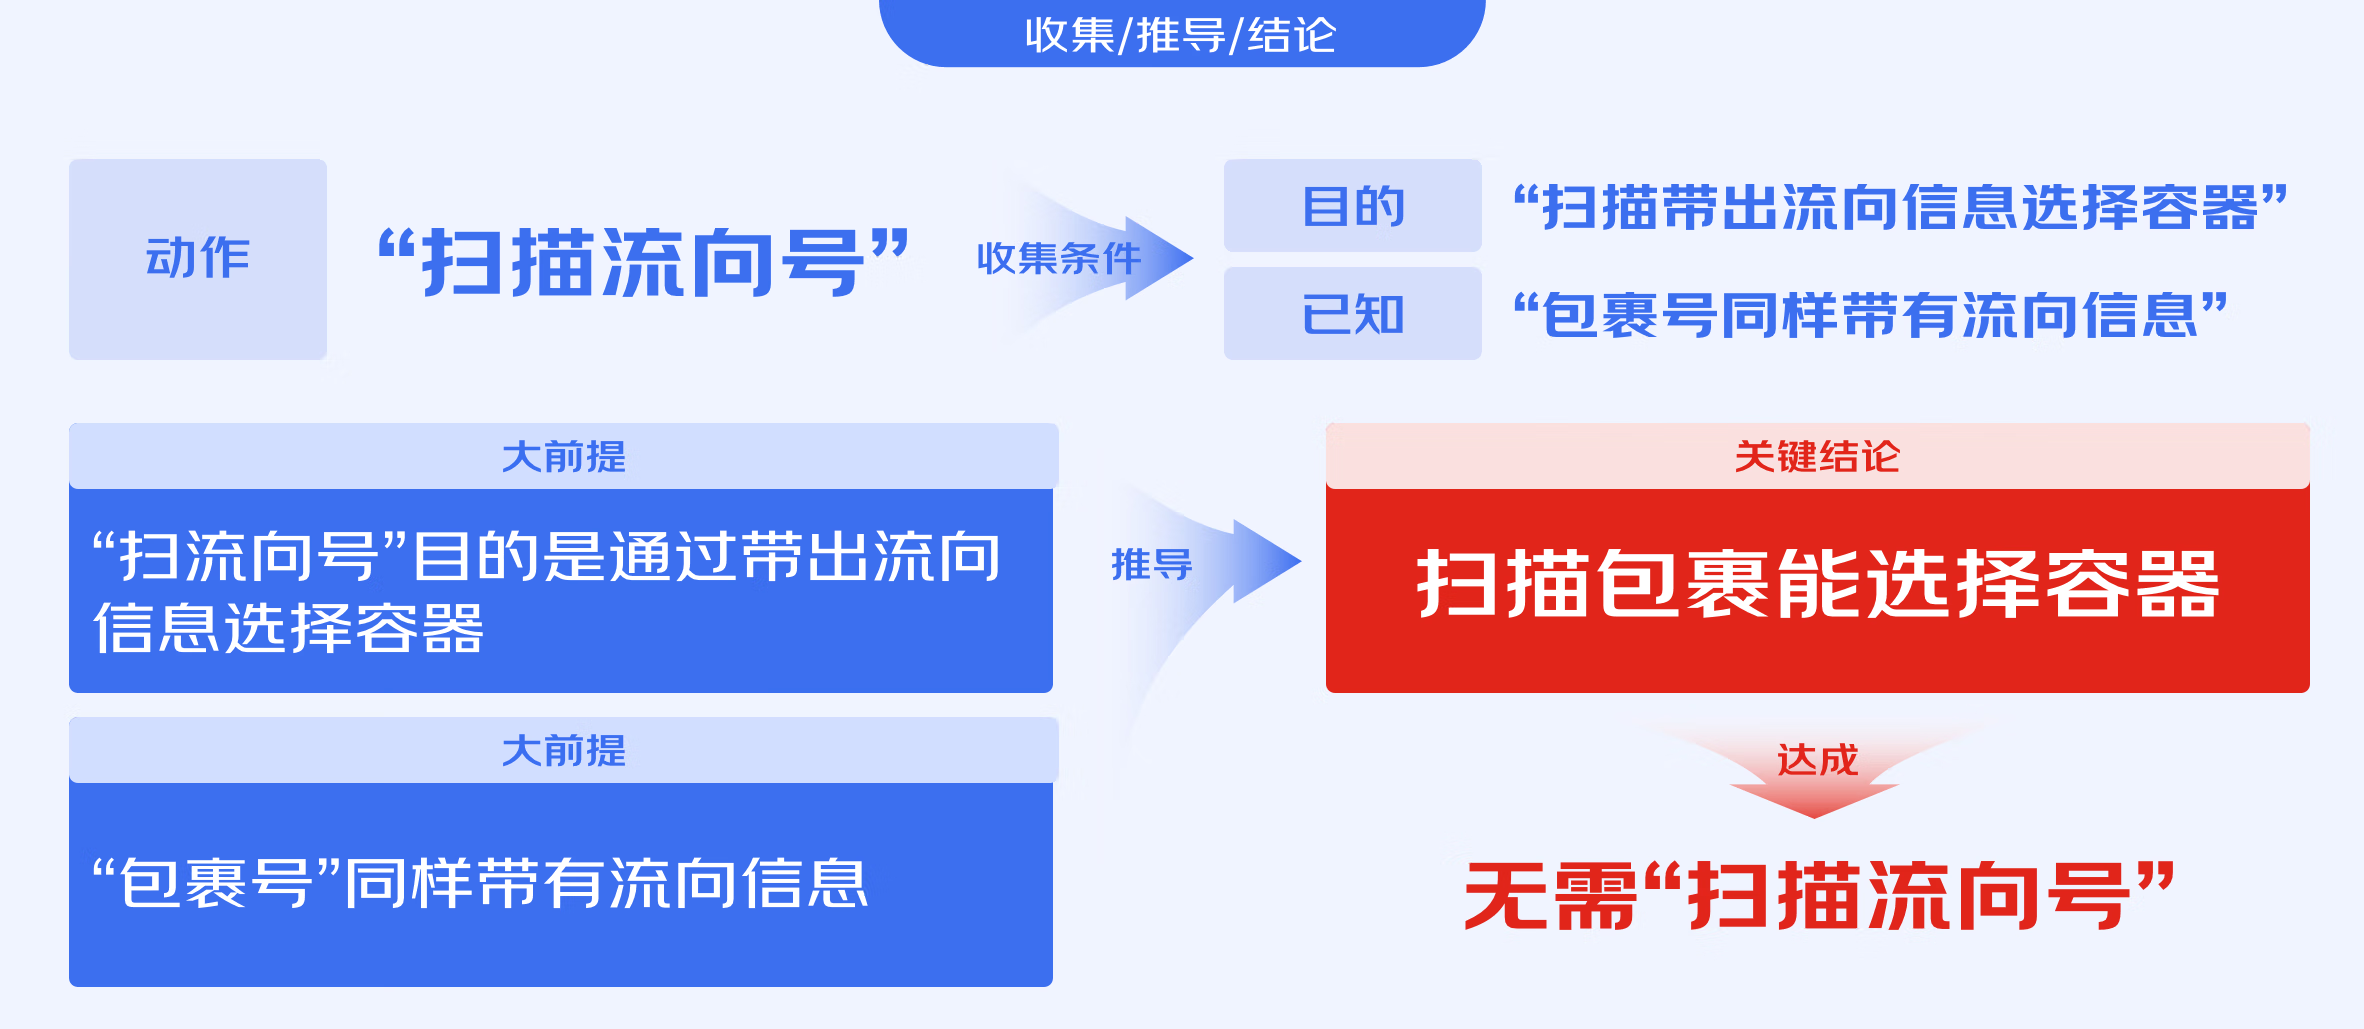 收集/推导/结论
动作
“扫描流向号”
收集条件
目的
“扫描带出流向信息选择容器”
已知
“包裹号同样带有流向信息”
大前提
“扫流向号”目的是通过带出流向
信息选择容器
推导
关键结论
扫描包裹能选择容器
大前提
“包裹号”同样带有流向信息
达成
无需“扫描流向号”